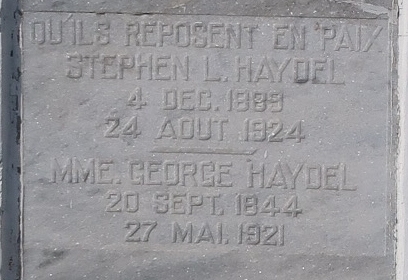 QU'ILS REPOSENT EN PAIX
STEPHEN L. HAYDEL
4 DEC. 1889
24 AOUT 1924
MME. GEORGE HAYDEL
20 SEPT. 1844
27 MAI. 1921